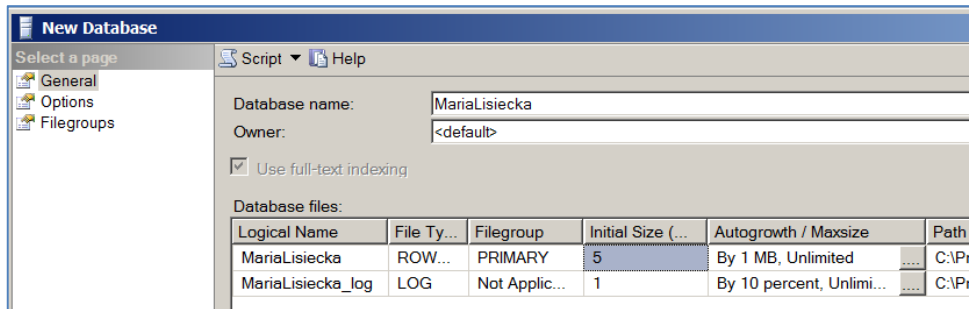 New Database
Select a page
General
Options
Filegroups
Script Help
Database name: MariaLisiecka
Owner: <default>
Use full-text indexing
Database files:
Logical Name File Ty... Filegroup Initial Size (... Autogrowth / Maxsize Path
MariaLisiecka ROW... PRIMARY 5 By 1 MB, Unlimited .... C:\Pr
MariaLisiecka_log LOG Not Applic... 1 By 10 percent, Unlimi... .... C:\Pr